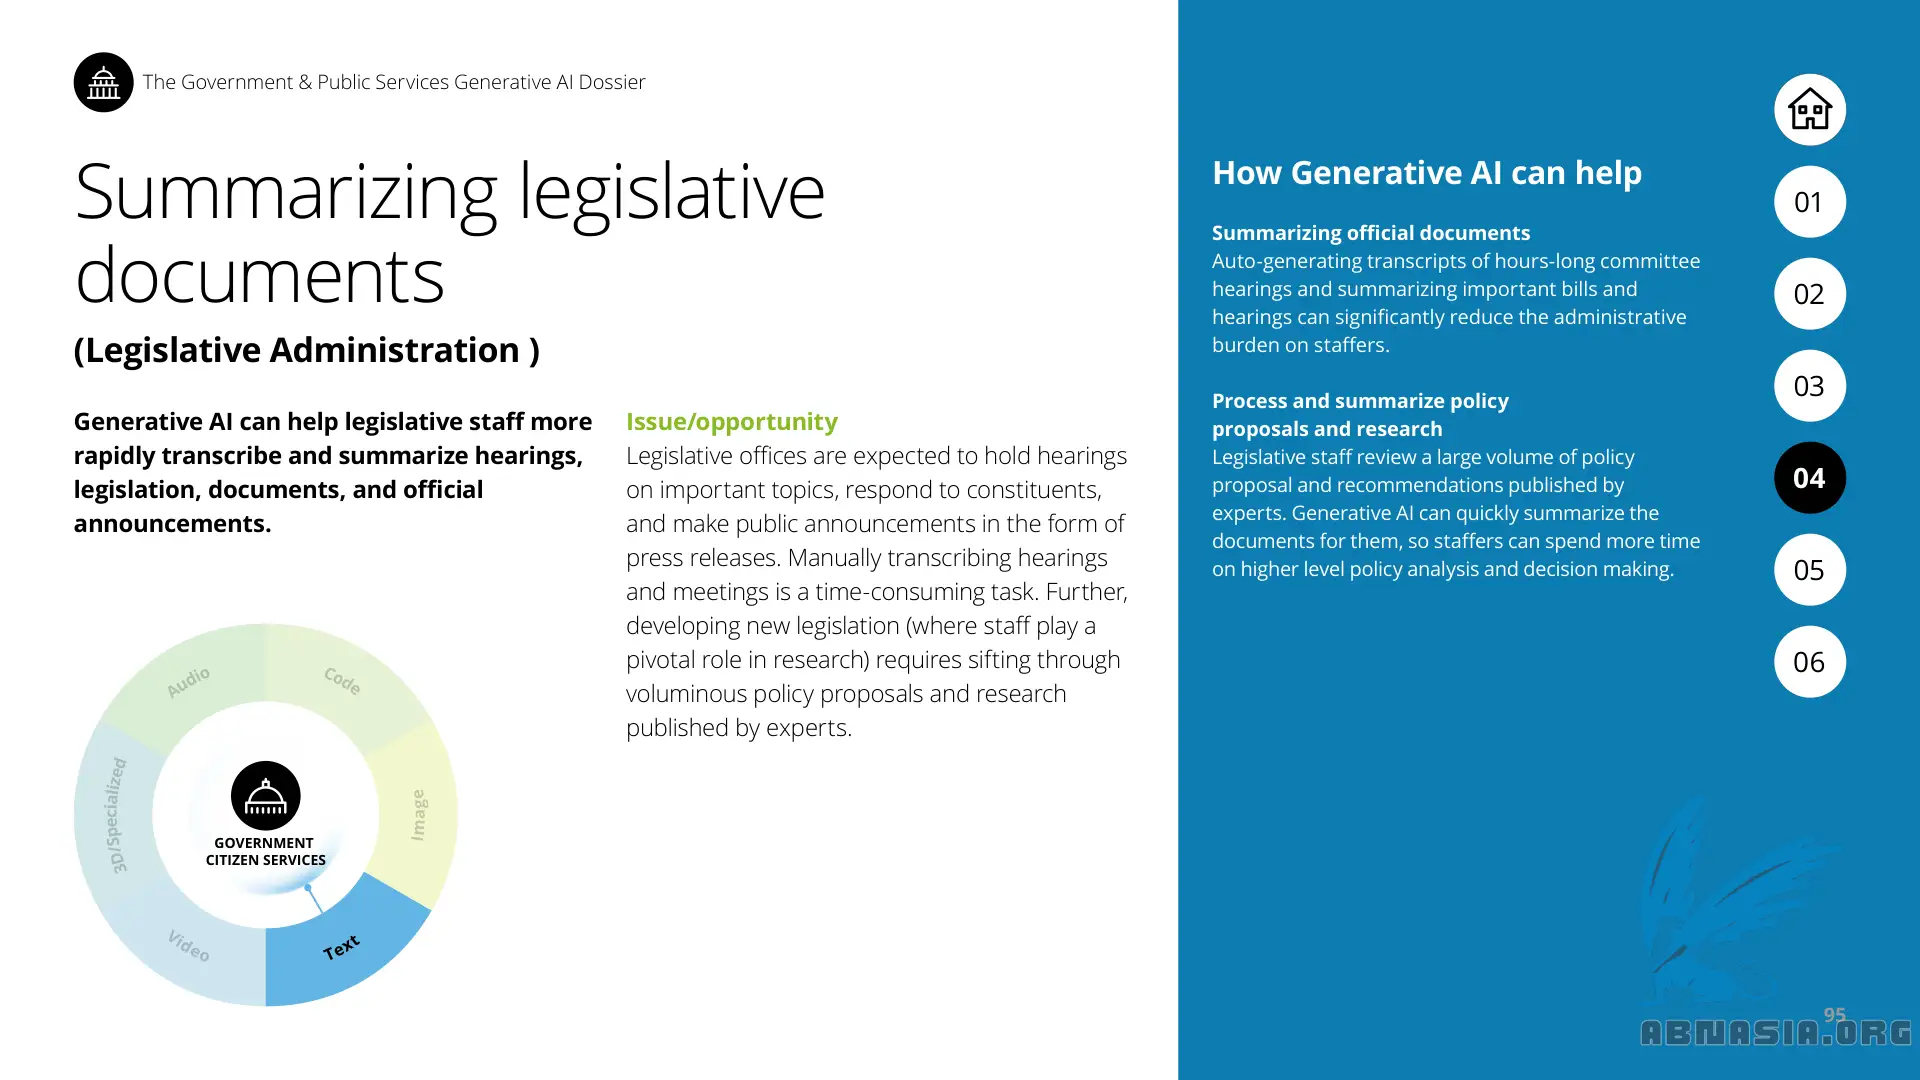 The Government & Public Services Generative AI Dossier
Summarizing legislative
documents
(Legislative Administration )
Generative AI can help legislative staff more
rapidly transcribe and summarize hearings,
legislation, documents, and official
announcements.
Issue/opportunity
Legislative offices are expected to hold hearings
on important topics, respond to constituents,
and make public announcements in the form of
press releases. Manually transcribing hearings
and meetings is a time-consuming task. Further,
developing new legislation (where staff play a
pivotal role in research) requires sifting through
voluminous policy proposals and research
published by experts.
Audio
Code
3D/Specialized
Image
GOVERNMENT
CITIZEN SERVICES
Video
Text
How Generative AI can help
Summarizing official documents
Auto-generating transcripts of hours-long committee
hearings and summarizing important bills and
hearings can significantly reduce the administrative
burden on staffers.
Process and summarize policy
proposals and research
Legislative staff review a large volume of policy
proposal and recommendations published by
experts. Generative AI can quickly summarize the
documents for them, so staffers can spend more time
on higher level policy analysis and decision making.
01
02
03
04
05
06
95
ABNASIA.ORG